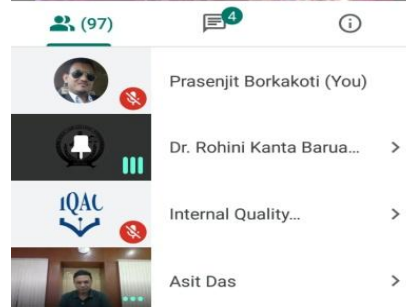 (97)
4
Prasenjit Borkakoti (You)
Dr. Rohini Kanta Barua...
IQAC
Internal Quality...
Asit Das